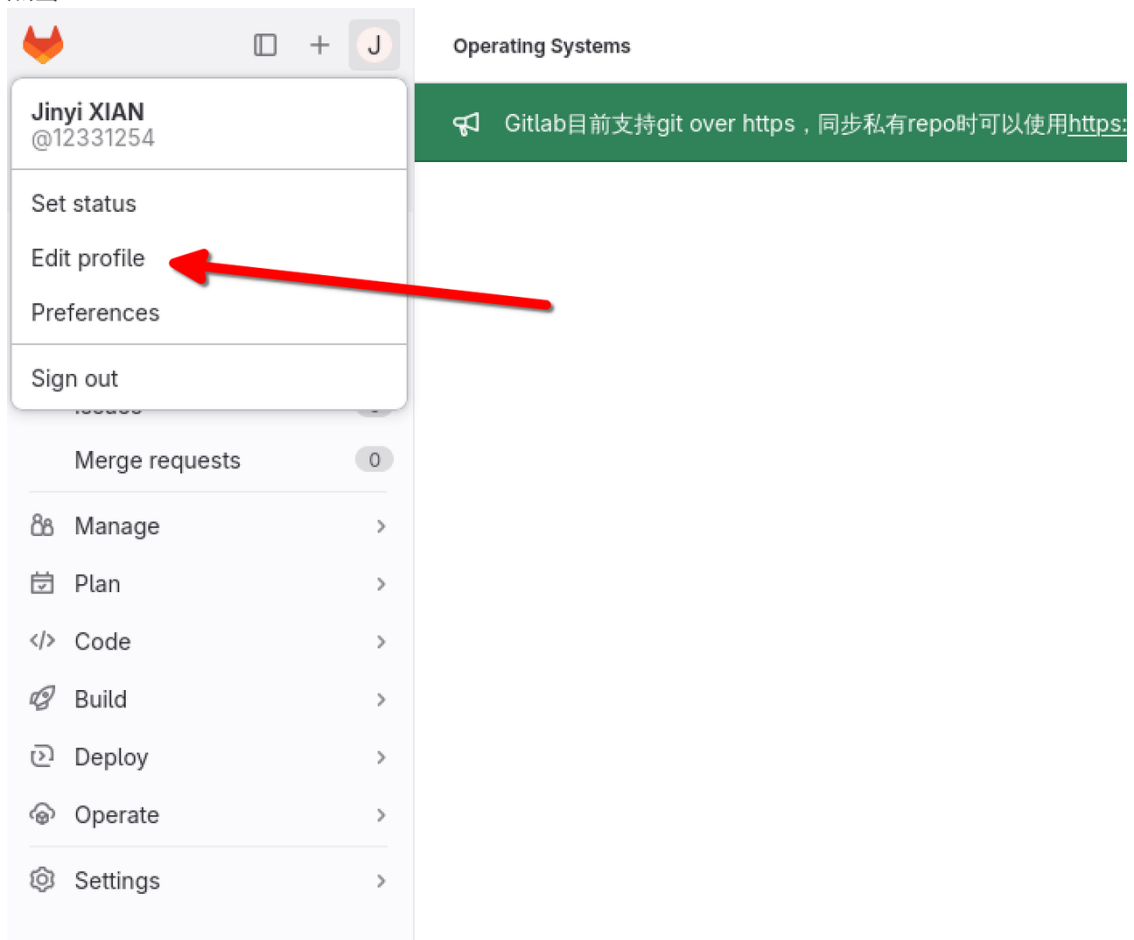 J
Operating Systems
Jinyi XIAN
@12331254
Gitlab目前支持git over https，同步私有repo时可以使用https:
Set status
Edit profile
Preferences
Sign out
Merge requests 0
Manage
Plan
Code
Build
Deploy
Operate
Settings